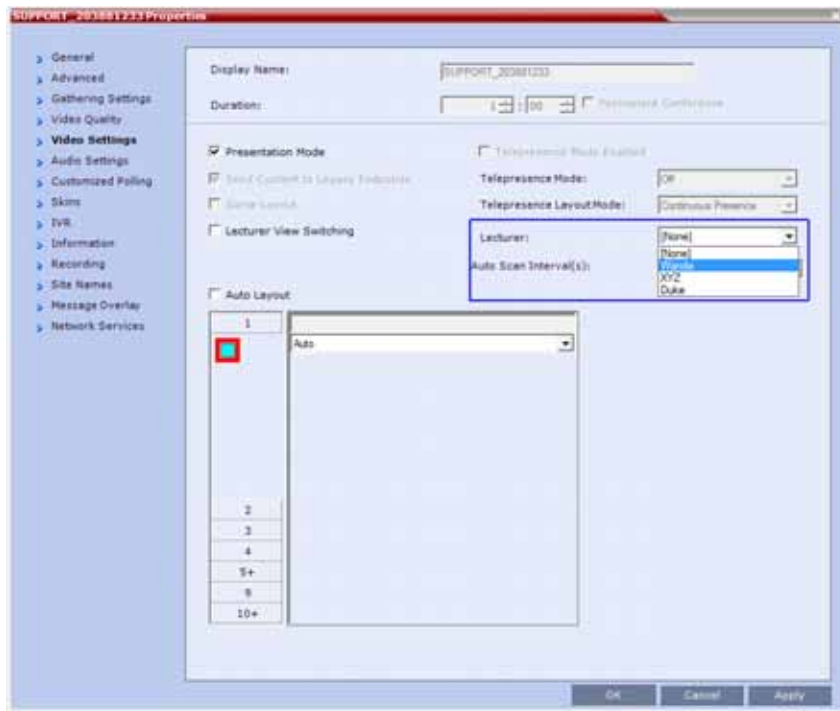 SUPPORT_203881233 Properties
General
Advanced
Gathering Settings
Video Quality
Video Settings
Audio Settings
Customized Polling
Skins
IVR
Information
Recording
Site Names
Message Overlay
Network Services
Display Name: SUPPORT_203881233
Duration: 1 : 00 Permanent Conference
Presentation Mode
Telepresence Mode Enabled
Send Content to Legacy Endpoints
Telepresence Mode: Off
Same Layout
Telepresence Layout Mode: Continuous Presence
Lecturer View Switching
Lecturer: [None]
[None]
Wanda
XYZ
Duke
Auto Scan Interval(s):
Auto Layout
1
Auto
2
3
4
5+
9
10+
OK Cancel Apply